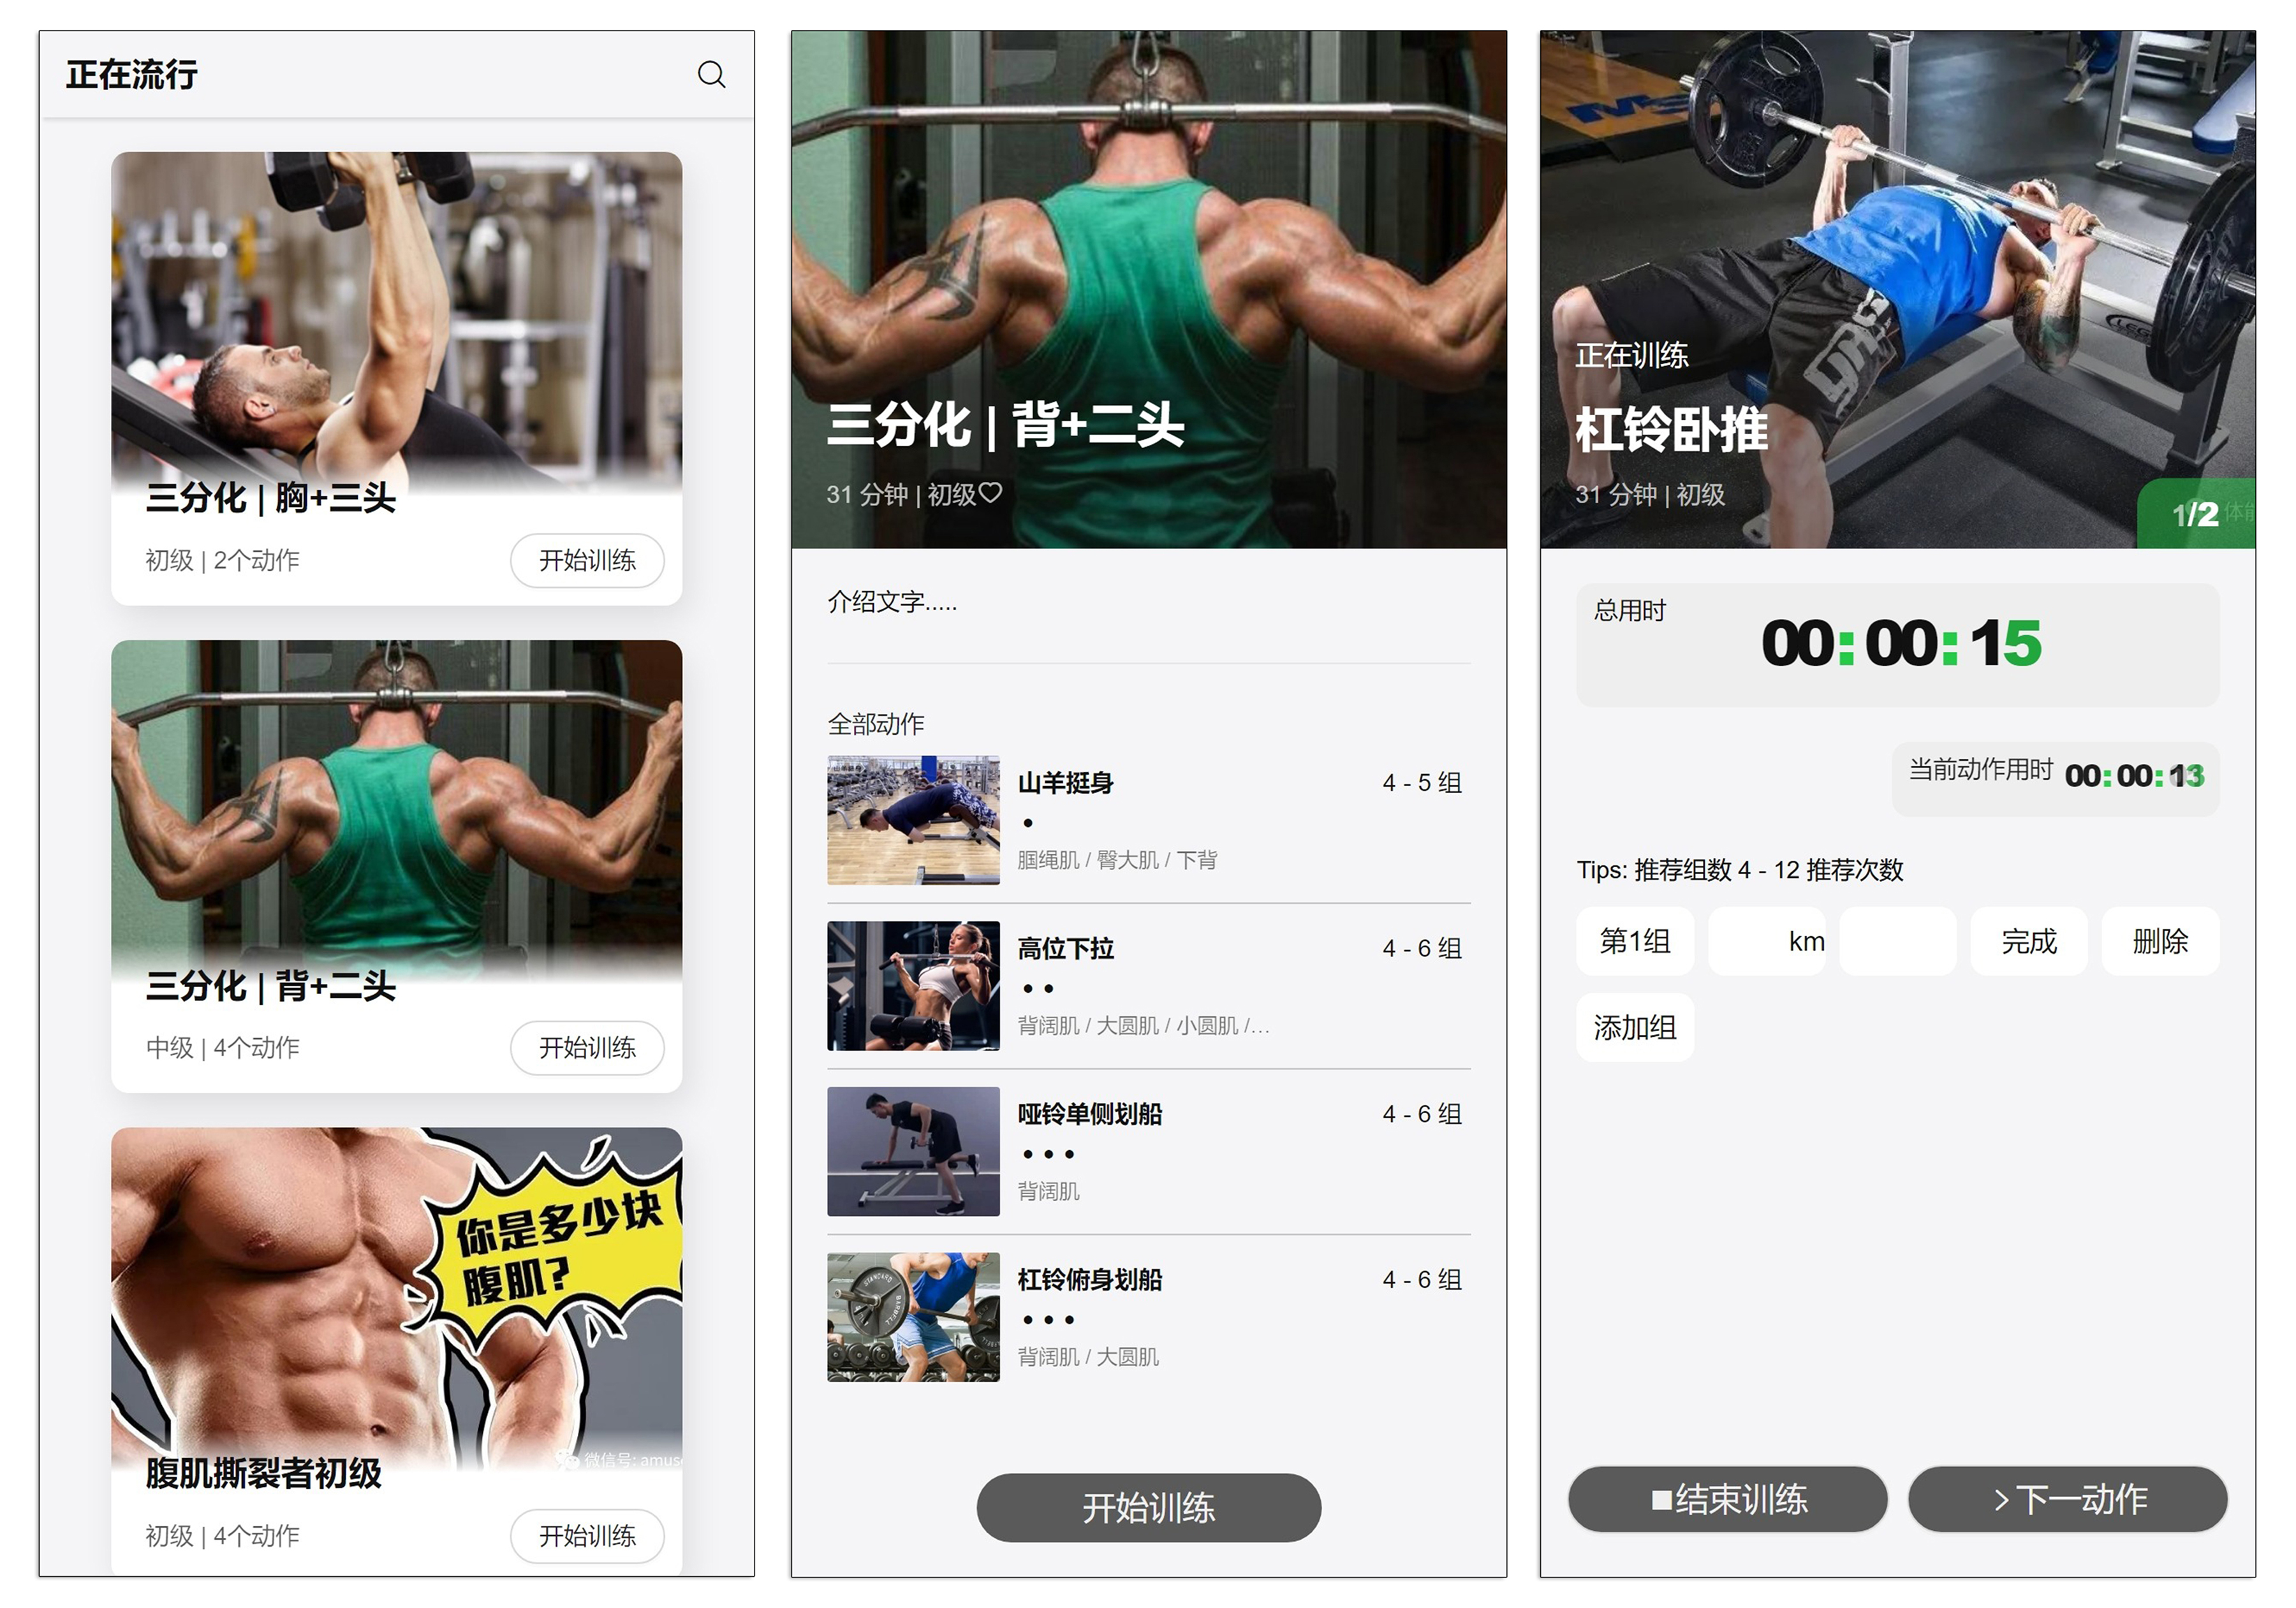 正在流行
三分化 | 胸+三头
初级 | 2个动作
开始训练
三分化 | 背+二头
中级 | 4个动作
开始训练
你是多少块
腹肌?
微信号: amus
腹肌撕裂者初级
初级 | 4个动作
开始训练
三分化 | 背+二头
31 分钟 | 初级
介绍文字.....
全部动作
山羊挺身
4 - 5 组
腘绳肌 / 臀大肌 / 下背
高位下拉
4 - 6 组
背阔肌 / 大圆肌 / 小圆肌 /...
哑铃单侧划船
4 - 6 组
背阔肌
杠铃俯身划船
4 - 6 组
背阔肌 / 大圆肌
STANDARD
BARBELL
开始训练
正在训练
杠铃卧推
31 分钟 | 初级
1/2
总用时
00:00:15
当前动作用时 00:00:13
Tips: 推荐组数 4 - 12 推荐次数
第1组
km
完成
删除
添加组
结束训练
下一动作